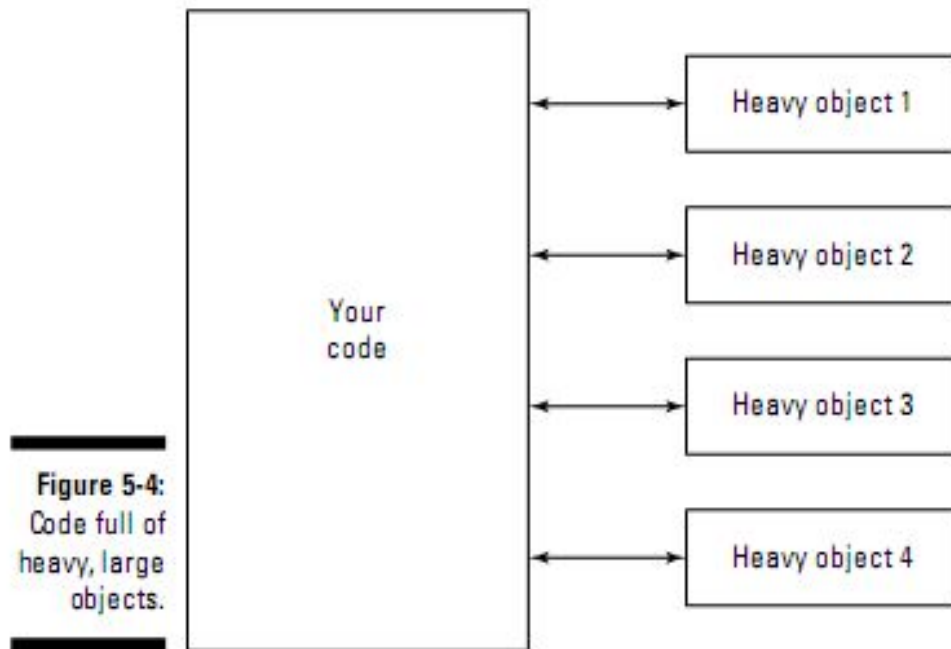 Heavy object 1
Heavy object 2
Your
code
Heavy object 3
Figure 5-4:
Code full of
heavy, large
objects.
Heavy object 4